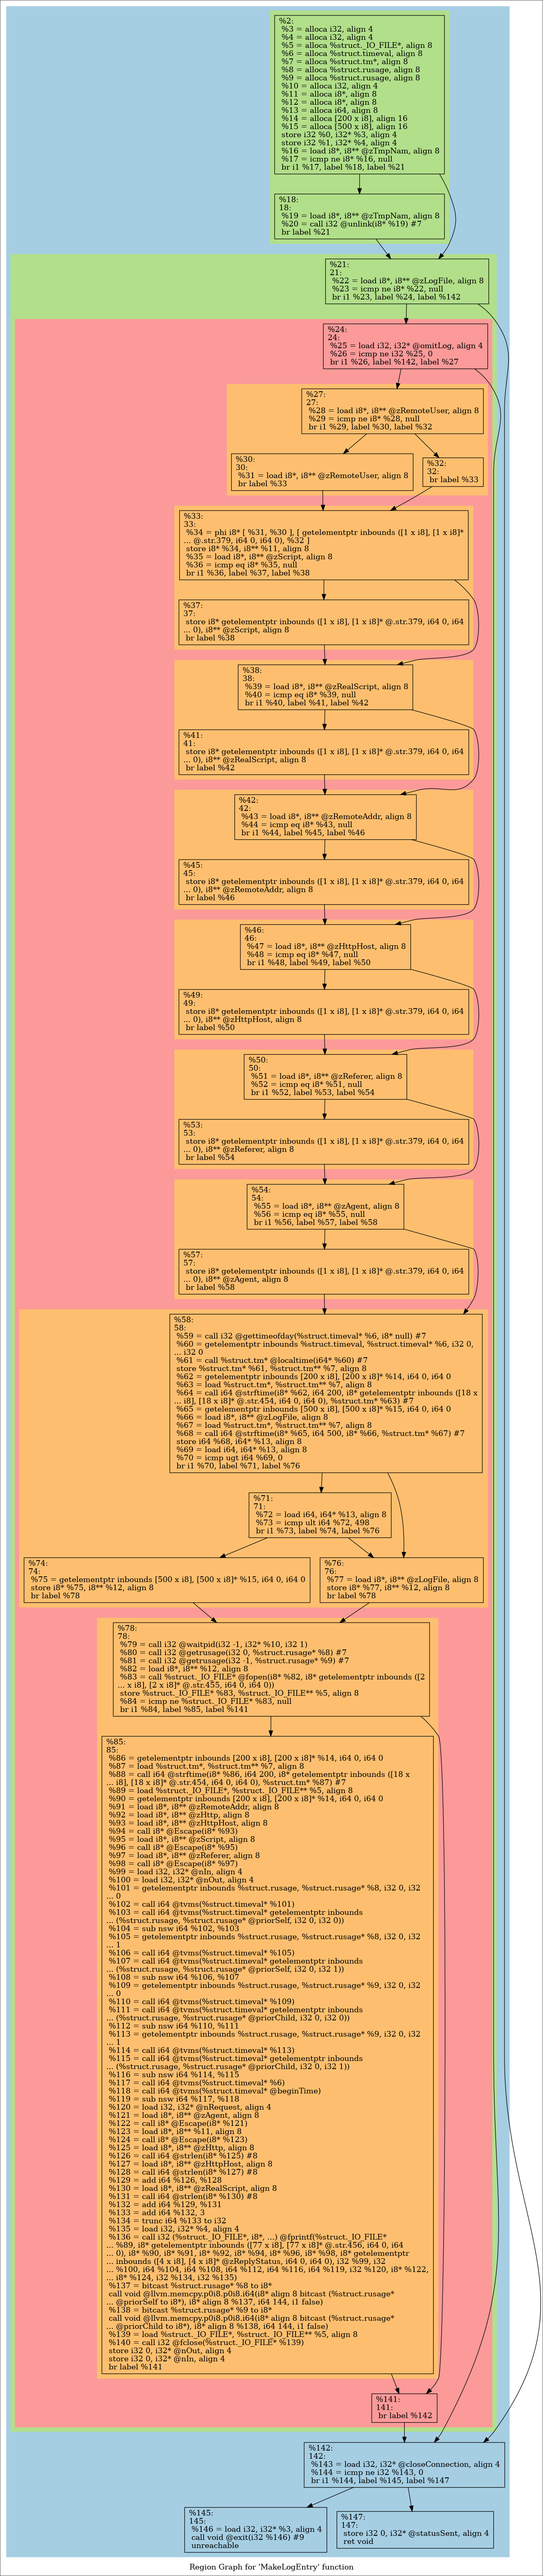 %2:
%3 = alloca i32, align 4
%4 = alloca i32, align 4
%5 = alloca %struct._IO_FILE*, align 8
%6 = alloca %struct.timeval, align 8
%7 = alloca %struct.tm*, align 8
%8 = alloca %struct.rusage, align 8
%9 = alloca %struct.rusage, align 8
%10 = alloca i32, align 4
%11 = alloca i8*, align 8
%12 = alloca i8*, align 8
%13 = alloca i64, align 8
%14 = alloca [200 x i8], align 16
%15 = alloca [500 x i8], align 16
store i32 %0, i32* %3, align 4
store i32 %1, i32* %4, align 4
%16 = load i8*, i8** @zTmpNam, align 8
%17 = icmp ne i8* %16, null
br i1 %17, label %18, label %21
%18:
18:
%19 = load i8*, i8** @zTmpNam, align 8
%20 = call i32 @unlink(i8* %19) #7
br label %21
%21:
21:
%22 = load i8*, i8** @zLogFile, align 8
%23 = icmp ne i8* %22, null
br i1 %23, label %24, label %142
%24:
24:
%25 = load i32, i32* @omitLog, align 4
%26 = icmp ne i32 %25, 0
br i1 %26, label %142, label %27
%27:
27:
%28 = load i8*, i8** @zRemoteUser, align 8
%29 = icmp ne i8* %28, null
br i1 %29, label %30, label %32
%30:
30:
%31 = load i8*, i8** @zRemoteUser, align 8
br label %33
%32:
32:
br label %33
%33:
33:
%34 = phi i8* [ %31, %30 ], [ getelementptr inbounds ([1 x i8], [1 x i8]*
... @.str.379, i64 0, i64 0), %32 ]
store i8* %34, i8** %11, align 8
%35 = load i8*, i8** @zScript, align 8
%36 = icmp eq i8* %35, null
br i1 %36, label %37, label %38
%37:
37:
store i8* getelementptr inbounds ([1 x i8], [1 x i8]* @.str.379, i64 0, i64
... 0), i8** @zScript, align 8
br label %38
%38:
38:
%39 = load i8*, i8** @zRealScript, align 8
%40 = icmp eq i8* %39, null
br i1 %40, label %41, label %42
%41:
41:
store i8* getelementptr inbounds ([1 x i8], [1 x i8]* @.str.379, i64 0, i64
... 0), i8** @zRealScript, align 8
br label %42
%42:
42:
%43 = load i8*, i8** @zRemoteAddr, align 8
%44 = icmp eq i8* %43, null
br i1 %44, label %45, label %46
%45:
45:
store i8* getelementptr inbounds ([1 x i8], [1 x i8]* @.str.379, i64 0, i64
... 0), i8** @zRemoteAddr, align 8
br label %46
%46:
46:
%47 = load i8*, i8** @zHttpHost, align 8
%48 = icmp eq i8* %47, null
br i1 %48, label %49, label %50
%49:
49:
store i8* getelementptr inbounds ([1 x i8], [1 x i8]* @.str.379, i64 0, i64
... 0), i8** @zHttpHost, align 8
br label %50
%50:
50:
%51 = load i8*, i8** @zReferer, align 8
%52 = icmp eq i8* %51, null
br i1 %52, label %53, label %54
%53:
53:
store i8* getelementptr inbounds ([1 x i8], [1 x i8]* @.str.379, i64 0, i64
... 0), i8** @zReferer, align 8
br label %54
%54:
54:
%55 = load i8*, i8** @zAgent, align 8
%56 = icmp eq i8* %55, null
br i1 %56, label %57, label %58
%57:
57:
store i8* getelementptr inbounds ([1 x i8], [1 x i8]* @.str.379, i64 0, i64
... 0), i8** @zAgent, align 8
br label %58
%58:
58:
%59 = call i32 @gettimeofday(%struct.timeval* %6, i8* null) #7
%60 = getelementptr inbounds %struct.timeval, %struct.timeval* %6, i32 0,
... i32 0
%61 = call %struct.tm* @localtime(i64* %60) #7
store %struct.tm* %61, %struct.tm** %7, align 8
%62 = getelementptr inbounds [200 x i8], [200 x i8]* %14, i64 0, i64 0
%63 = load %struct.tm*, %struct.tm** %7, align 8
%64 = call i64 @strftime(i8* %62, i64 200, i8* getelementptr inbounds ([18 x
... i8], [18 x i8]* @.str.454, i64 0, i64 0), %struct.tm* %63) #7
%65 = getelementptr inbounds [500 x i8], [500 x i8]* %15, i64 0, i64 0
%66 = load i8*, i8** @zLogFile, align 8
%67 = load %struct.tm*, %struct.tm** %7, align 8
%68 = call i64 @strftime(i8* %65, i64 500, i8* %66, %struct.tm* %67) #7
store i64 %68, i64* %13, align 8
%69 = load i64, i64* %13, align 8
%70 = icmp ugt i64 %69, 0
br i1 %70, label %71, label %76
%71:
71:
%72 = load i64, i64* %13, align 8
%73 = icmp ult i64 %72, 498
br i1 %73, label %74, label %76
%74:
74:
%75 = getelementptr inbounds [500 x i8], [500 x i8]* %15, i64 0, i64 0
store i8* %75, i8** %12, align 8
br label %78
%76:
76:
%77 = load i8*, i8** @zLogFile, align 8
store i8* %77, i8** %12, align 8
br label %78
%78:
78:
%79 = call i32 @waitpid(i32 -1, i32* %10, i32 1)
%80 = call i32 @getrusage(i32 0, %struct.rusage* %8) #7
%81 = call i32 @getrusage(i32 -1, %struct.rusage* %9) #7
%82 = load i8*, i8** %12, align 8
%83 = call %struct._IO_FILE* @fopen(i8* %82, i8* getelementptr inbounds ([2
... x i8], [2 x i8]* @.str.455, i64 0, i64 0))
store %struct._IO_FILE* %83, %struct._IO_FILE** %5, align 8
%84 = icmp ne %struct._IO_FILE* %83, null
br i1 %84, label %85, label %141
%85:
85:
%86 = getelementptr inbounds [200 x i8], [200 x i8]* %14, i64 0, i64 0
%87 = load %struct.tm*, %struct.tm** %7, align 8
%88 = call i64 @strftime(i8* %86, i64 200, i8* getelementptr inbounds ([18 x
... i8], [18 x i8]* @.str.454, i64 0, i64 0), %struct.tm* %87) #7
%89 = load %struct._IO_FILE*, %struct._IO_FILE** %5, align 8
%90 = getelementptr inbounds [200 x i8], [200 x i8]* %14, i64 0, i64 0
%91 = load i8*, i8** @zRemoteAddr, align 8
%92 = load i8*, i8** @zHttp, align 8
%93 = load i8*, i8** @zHttpHost, align 8
%94 = call i8* @Escape(i8* %93)
%95 = load i8*, i8** @zScript, align 8
%96 = call i8* @Escape(i8* %95)
%97 = load i8*, i8** @zReferer, align 8
%98 = call i8* @Escape(i8* %97)
%99 = load i32, i32* @nIn, align 4
%100 = load i32, i32* @nOut, align 4
%101 = getelementptr inbounds %struct.rusage, %struct.rusage* %8, i32 0, i32
... 0
%102 = call i64 @tvms(%struct.timeval* %101)
%103 = call i64 @tvms(%struct.timeval* getelementptr inbounds
... (%struct.rusage, %struct.rusage* @priorSelf, i32 0, i32 0))
%104 = sub nsw i64 %102, %103
%105 = getelementptr inbounds %struct.rusage, %struct.rusage* %8, i32 0, i32
... 1
%106 = call i64 @tvms(%struct.timeval* %105)
%107 = call i64 @tvms(%struct.timeval* getelementptr inbounds
... (%struct.rusage, %struct.rusage* @priorSelf, i32 0, i32 1))
%108 = sub nsw i64 %106, %107
%109 = getelementptr inbounds %struct.rusage, %struct.rusage* %9, i32 0, i32
... 0
%110 = call i64 @tvms(%struct.timeval* %109)
%111 = call i64 @tvms(%struct.timeval* getelementptr inbounds
... (%struct.rusage, %struct.rusage* @priorChild, i32 0, i32 0))
%112 = sub nsw i64 %110, %111
%113 = getelementptr inbounds %struct.rusage, %struct.rusage* %9, i32 0, i32
... 1
%114 = call i64 @tvms(%struct.timeval* %113)
%115 = call i64 @tvms(%struct.timeval* getelementptr inbounds
... (%struct.rusage, %struct.rusage* @priorChild, i32 0, i32 1))
%116 = sub nsw i64 %114, %115
%117 = call i64 @tvms(%struct.timeval* %6)
%118 = call i64 @tvms(%struct.timeval* @beginTime)
%119 = sub nsw i64 %117, %118
%120 = load i32, i32* @nRequest, align 4
%121 = load i8*, i8** @zAgent, align 8
%122 = call i8* @Escape(i8* %121)
%123 = load i8*, i8** %11, align 8
%124 = call i8* @Escape(i8* %123)
%125 = load i8*, i8** @zHttp, align 8
%126 = call i64 @strlen(i8* %125) #8
%127 = load i8*, i8** @zHttpHost, align 8
%128 = call i64 @strlen(i8* %127) #8
%129 = add i64 %126, %128
%130 = load i8*, i8** @zRealScript, align 8
%131 = call i64 @strlen(i8* %130) #8
%132 = add i64 %129, %131
%133 = add i64 %132, 3
%134 = trunc i64 %133 to i32
%135 = load i32, i32* %4, align 4
%136 = call i32 (%struct._IO_FILE*, i8*, ...) @fprintf(%struct._IO_FILE*
... %89, i8* getelementptr inbounds ([77 x i8], [77 x i8]* @.str.456, i64 0, i64
... 0), i8* %90, i8* %91, i8* %92, i8* %94, i8* %96, i8* %98, i8* getelementptr
... inbounds ([4 x i8], [4 x i8]* @zReplyStatus, i64 0, i64 0), i32 %99, i32
... %100, i64 %104, i64 %108, i64 %112, i64 %116, i64 %119, i32 %120, i8* %122,
... i8* %124, i32 %134, i32 %135)
%137 = bitcast %struct.rusage* %8 to i8*
call void @llvm.memcpy.p0i8.p0i8.i64(i8* align 8 bitcast (%struct.rusage*
... @priorSelf to i8*), i8* align 8 %137, i64 144, i1 false)
%138 = bitcast %struct.rusage* %9 to i8*
call void @llvm.memcpy.p0i8.p0i8.i64(i8* align 8 bitcast (%struct.rusage*
... @priorChild to i8*), i8* align 8 %138, i64 144, i1 false)
%139 = load %struct._IO_FILE*, %struct._IO_FILE** %5, align 8
%140 = call i32 @fclose(%struct._IO_FILE* %139)
store i32 0, i32* @nOut, align 4
store i32 0, i32* @nIn, align 4
br label %141
%141:
141:
br label %142
%142:
142:
%143 = load i32, i32* @closeConnection, align 4
%144 = icmp ne i32 %143, 0
br i1 %144, label %145, label %147
%145:
145:
%146 = load i32, i32* %3, align 4
call void @exit(i32 %146) #9
unreachable
%147:
147:
store i32 0, i32* @statusSent, align 4
ret void
Region Graph for 'MakeLogEntry' function